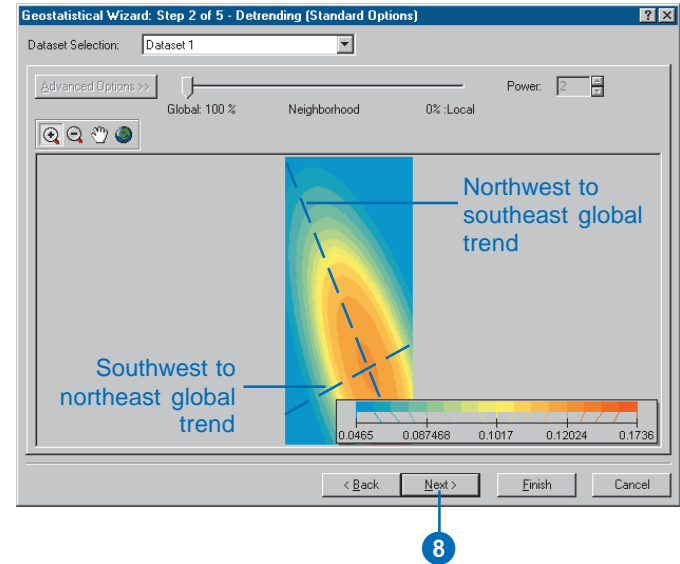 Geostatistical Wizard: Step 2 of 5 - Detrending (Standard Options)
Dataset Selection: Dataset 1
Advanced Options >> Power: 2
Global: 100 % Neighborhood 0% :Local
Northwest to
southeast global
trend
Southwest to
northeast global
trend
0.0465 0.087468 0.1017 0.12024 0.1736
< Back Next > Finish Cancel
8